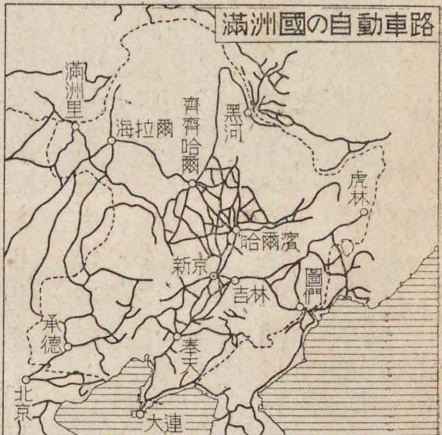 滿洲國の自動車路
滿洲里
海拉爾
齊齊哈爾
黑河
虎林
哈爾濱
新京
吉林
圖們
承德
奉天
北京
大連